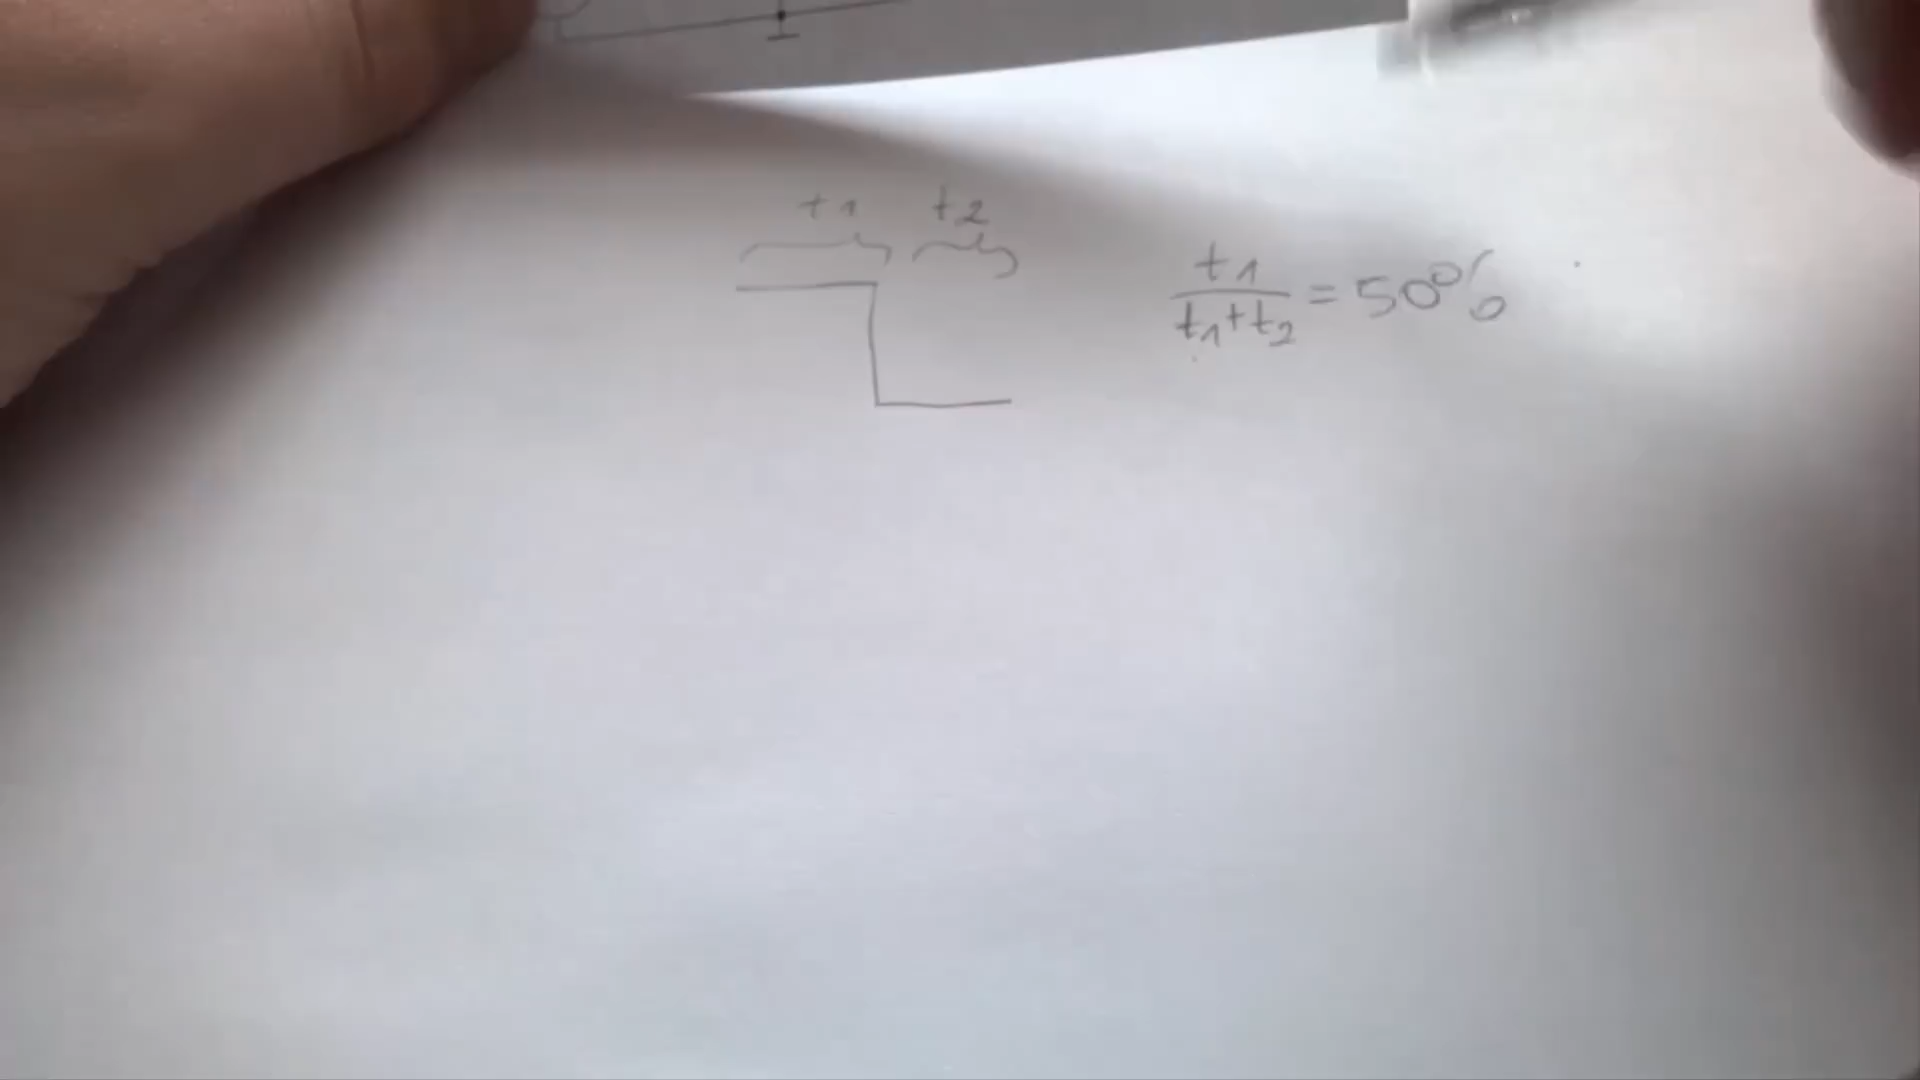 t1 t2
t1
t1+t2 = 50%